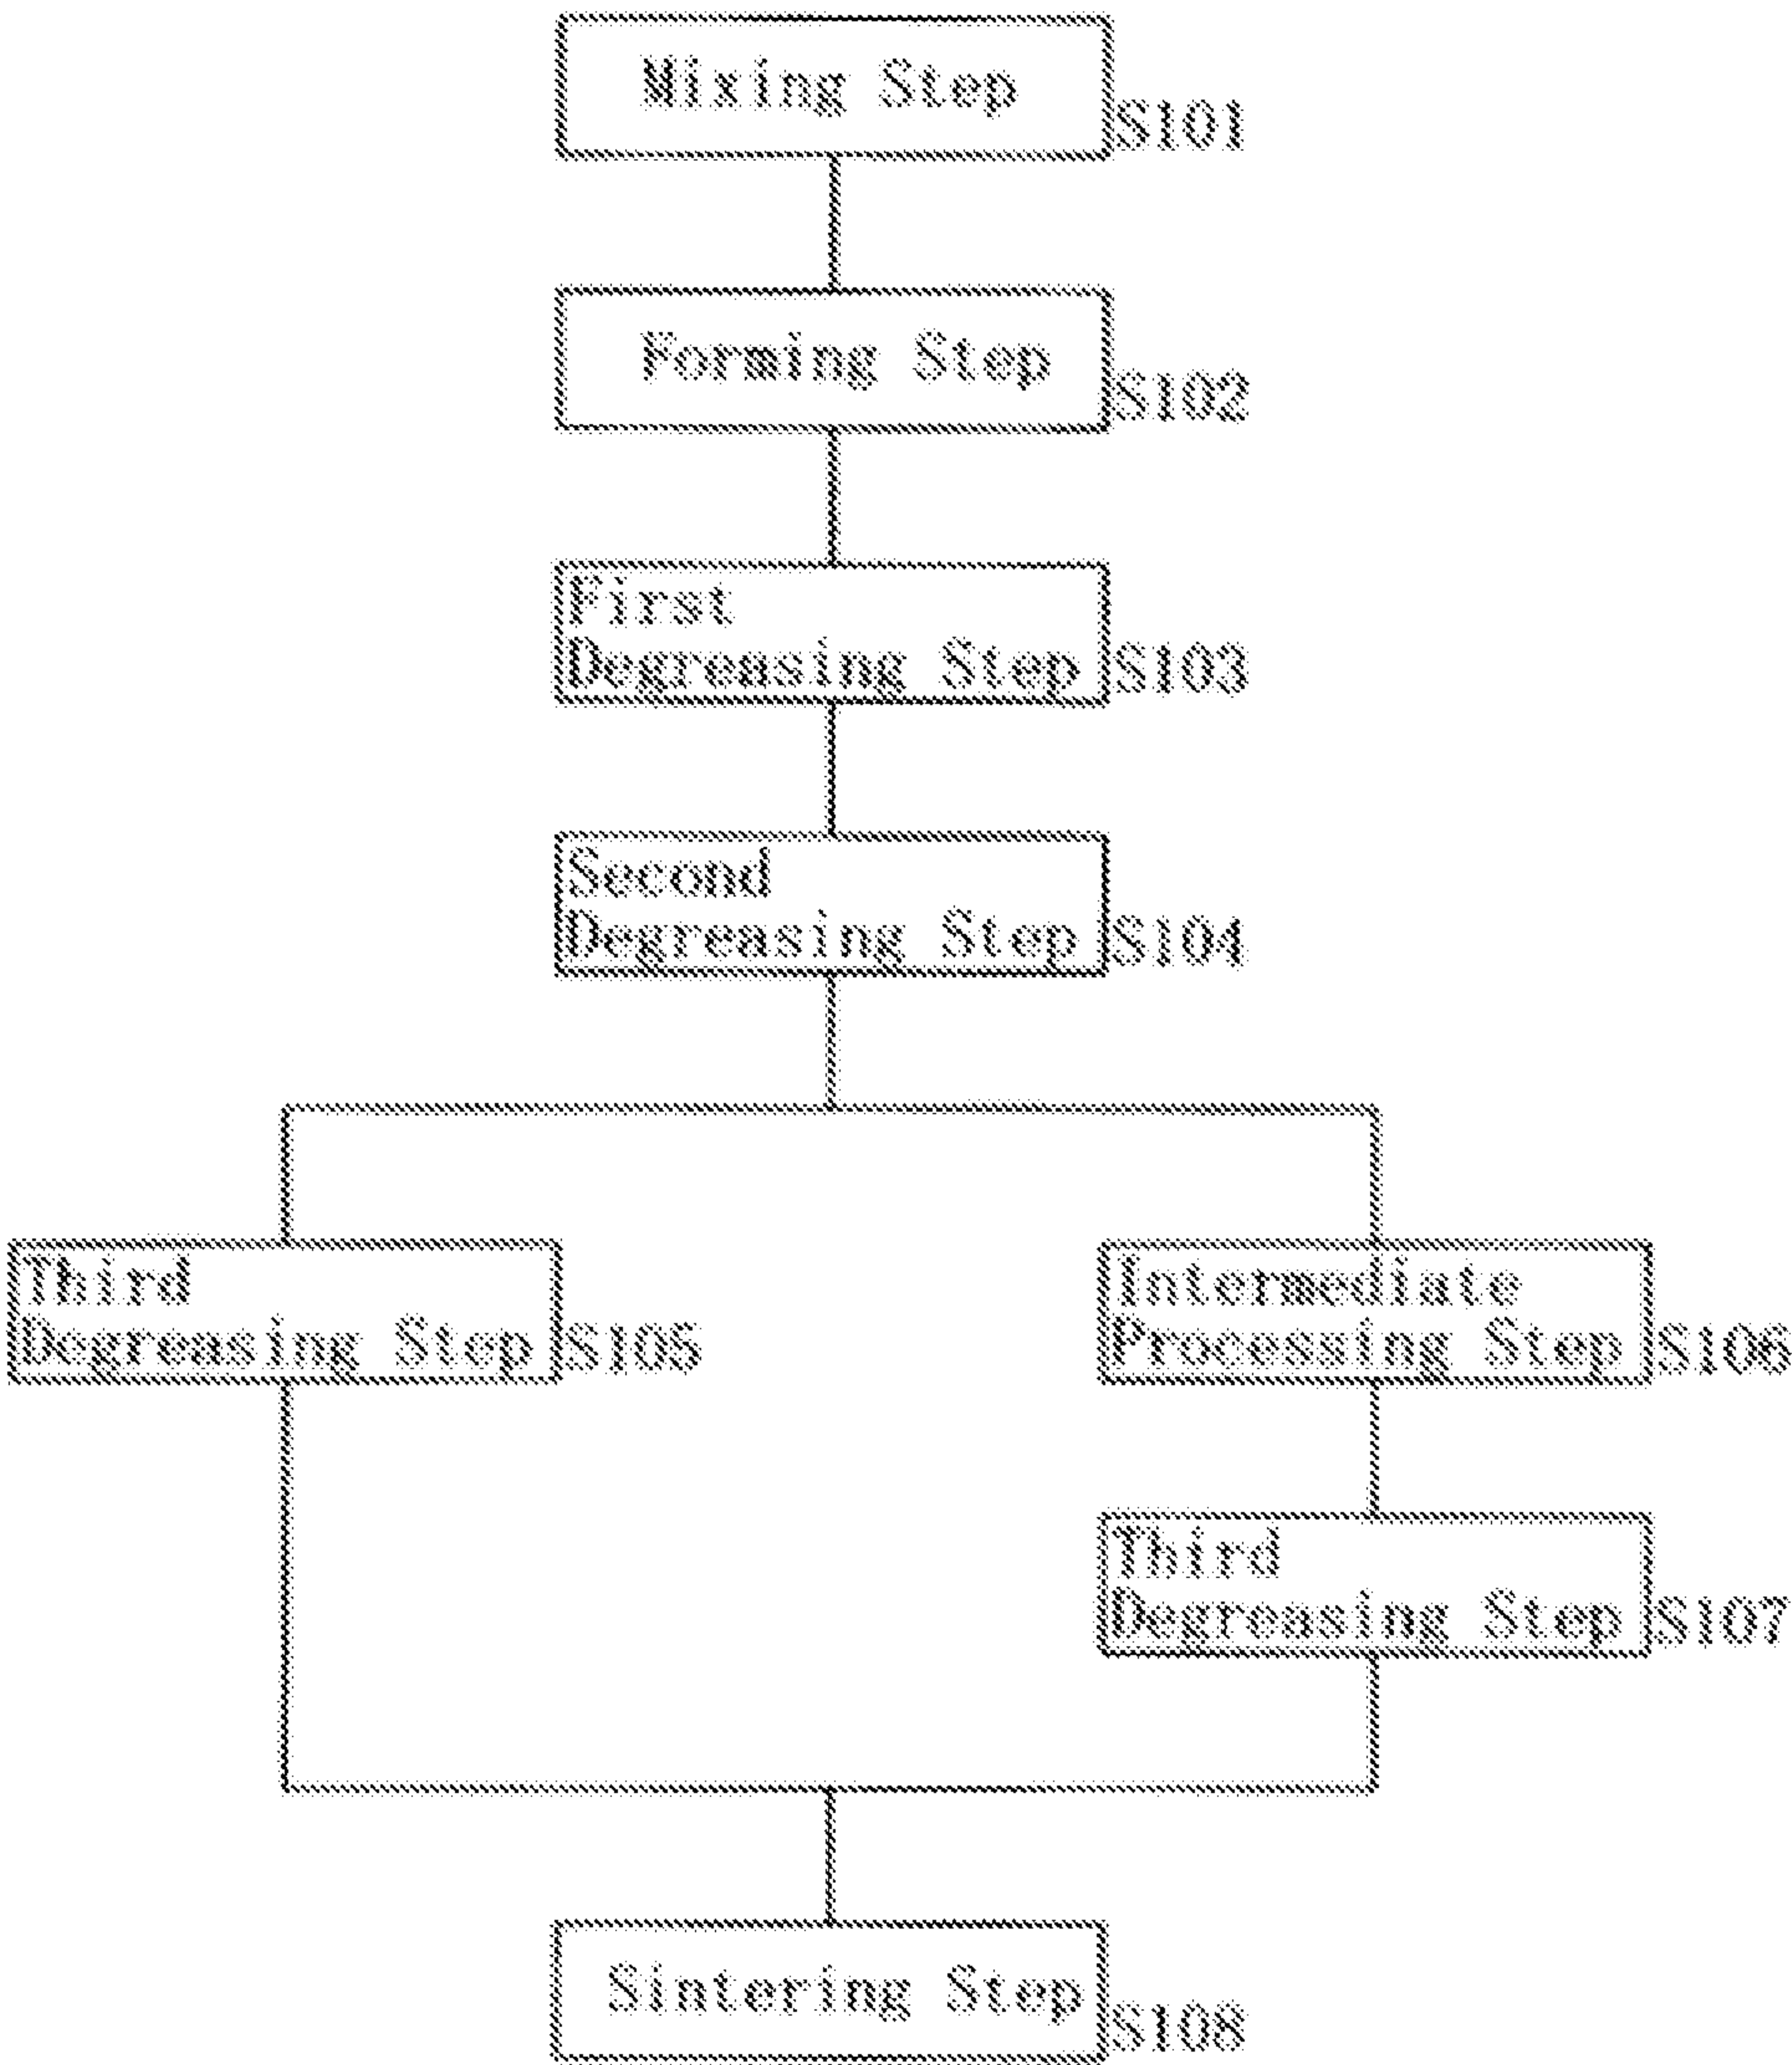 Mixing Step
S101
Forming Step
S102
First
Degreasing Step
S103
Second
Degreasing Step
S104
Third
Degreasing Step
S105
Intermediate
Processing Step
S106
Third
Degreasing Step
S107
Sintering Step
S108